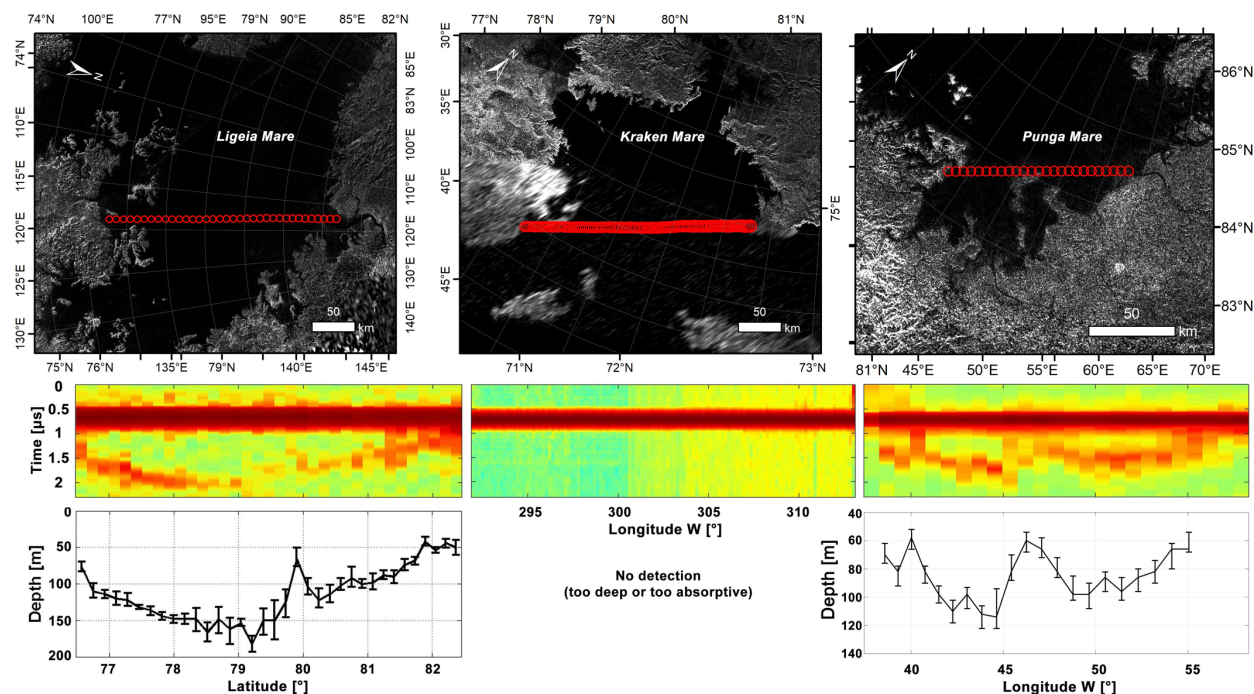 74°N 100°E 77°N 95°E 79°N 90°E 85°E 82°N
74°N
N
85°E
83°N
110°E
90°E
Ligeia Mare
100°E
115°E
110°E
120°E
120°E
125°E
130°E
130°E
140°E
50
km
75°N 76°N 135°E 79°N 140°E 145°E
77°N 78°N 79°N 80°N 81°N
30°E
N
35°E
Kraken Mare
40°E
75°E
45°E
50
km
71°N 72°N 73°N
86°N
N
Punga Mare
85°N
84°N
83°N
50
km
81°N 45°E 50°E 55°E 60°E 65°E 70°E
Time [µs]
0
0.5
1
1.5
2
295 300 305 310
Longitude W [°]
No detection
(too deep or too absorptive)
Depth [m]
0
50
100
150
200
77 78 79 80 81 82
Latitude [°]
Depth [m]
40
60
80
100
120
140
40 45 50 55
Longitude W [°]